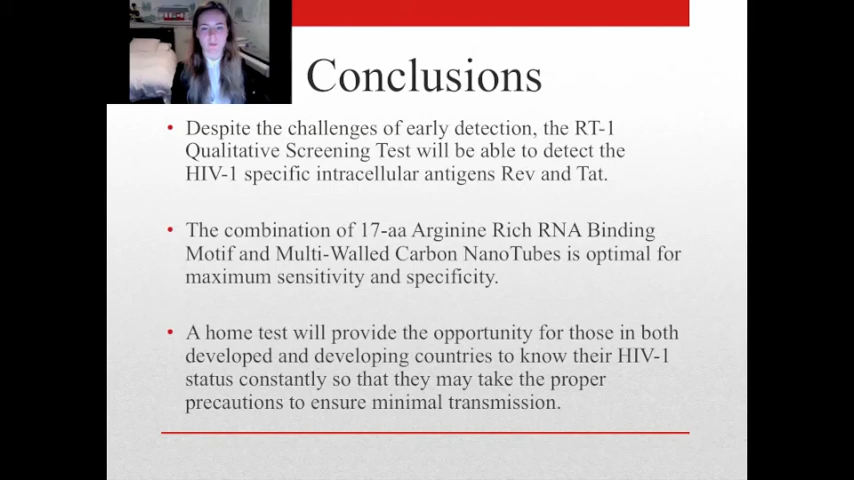 Conclusions
• Despite the challenges of early detection, the RT-1
Qualitative Screening Test will be able to detect the
HIV-1 specific intracellular antigens Rev and Tat.
• The combination of 17-aa Arginine Rich RNA Binding
Motif and Multi-Walled Carbon NanoTubes is optimal for
maximum sensitivity and specificity.
• A home test will provide the opportunity for those in both
developed and developing countries to know their HIV-1
status constantly so that they may take the proper
precautions to ensure minimal transmission.